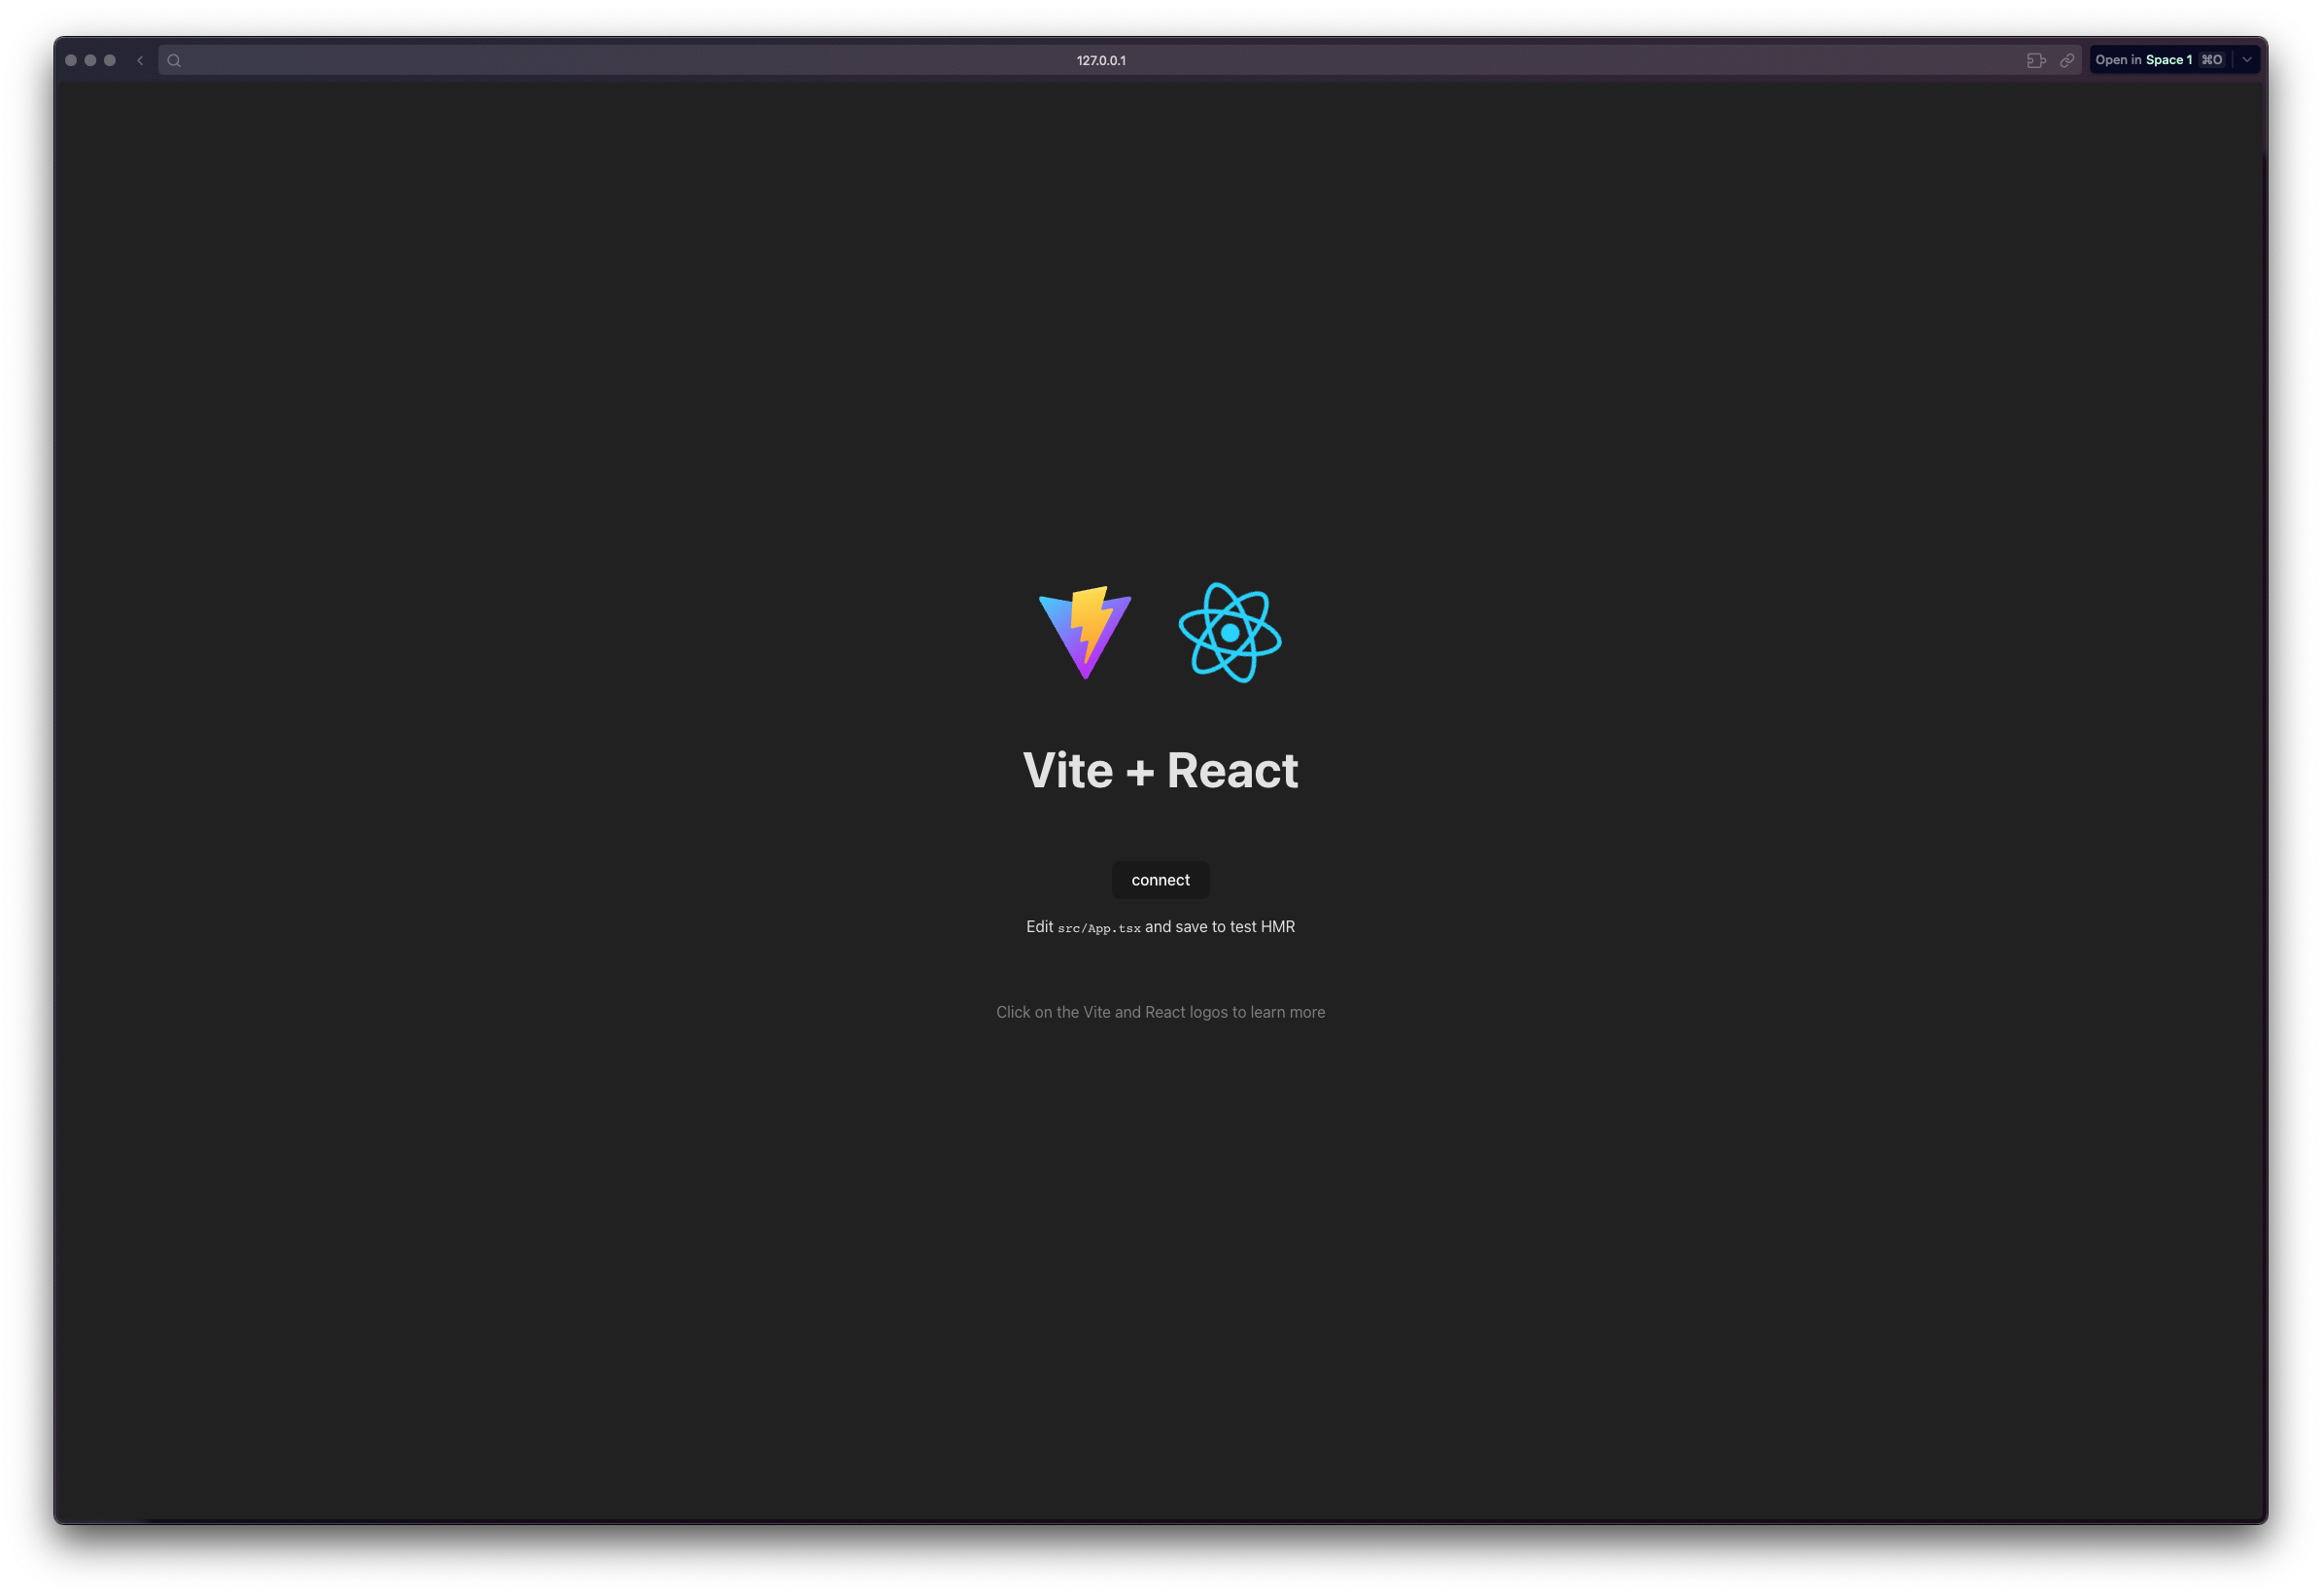 127.0.0.1
Open in Space 1 ⌘O
Vite + React
connect
Edit src/App.tsx and save to test HMR
Click on the Vite and React logos to learn more